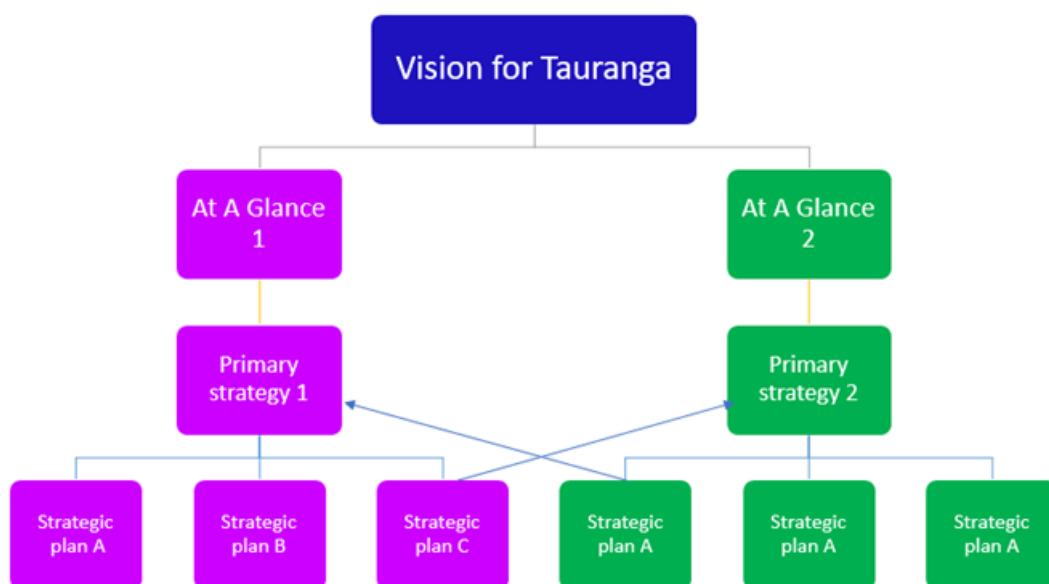 Vision for Tauranga
At A Glance
1
At A Glance
2
Primary
strategy 1
Primary
strategy 2
Strategic
plan A
Strategic
plan B
Strategic
plan C
Strategic
plan A
Strategic
plan A
Strategic
plan A